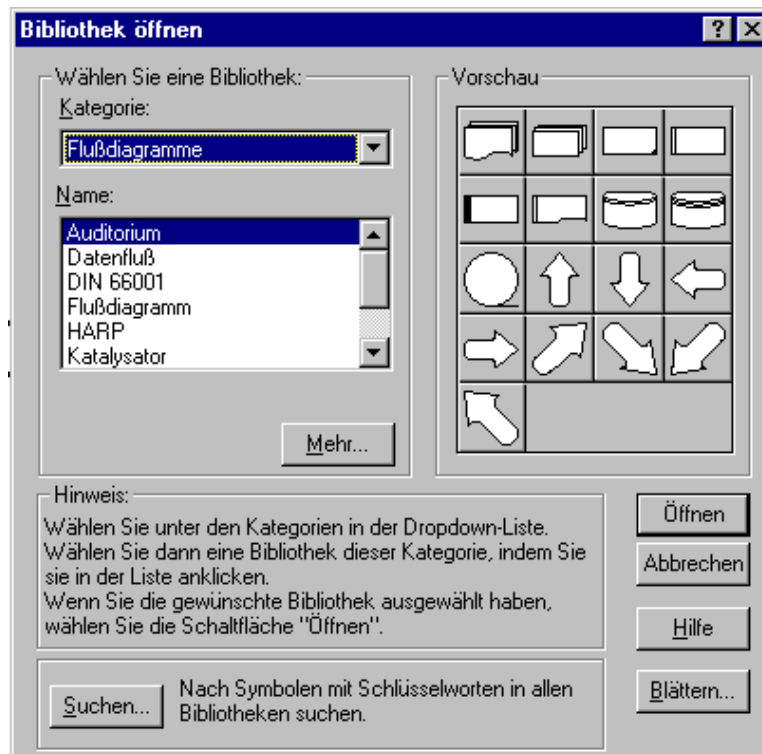 Bibliothek öffnen
Wählen Sie eine Bibliothek:
Kategorie:
Flußdiagramme
Name:
Auditorium
Datenfluß
DIN 66001
Flußdiagramm
HARP
Katalysator
Mehr...
Vorschau
Hinweis:
Wählen Sie unter den Kategorien in der Dropdown-Liste.
Wählen Sie dann eine Bibliothek dieser Kategorie, indem Sie
sie in der Liste anklicken.
Wenn Sie die gewünschte Bibliothek ausgewählt haben,
wählen Sie die Schaltfläche "Öffnen".
Öffnen
Abbrechen
Hilfe
Blättern...
Suchen...
Nach Symbolen mit Schlüsselworten in allen
Bibliotheken suchen.